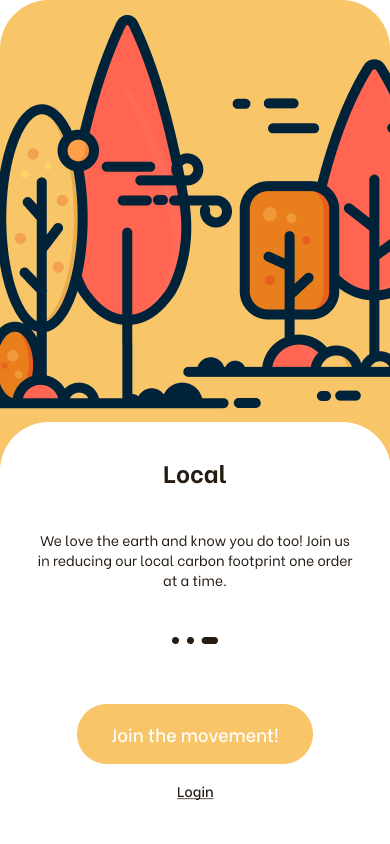 Local
We love the earth and know you do too! Join us
in reducing our local carbon footprint one order
at a time.
Join the movement!
Login